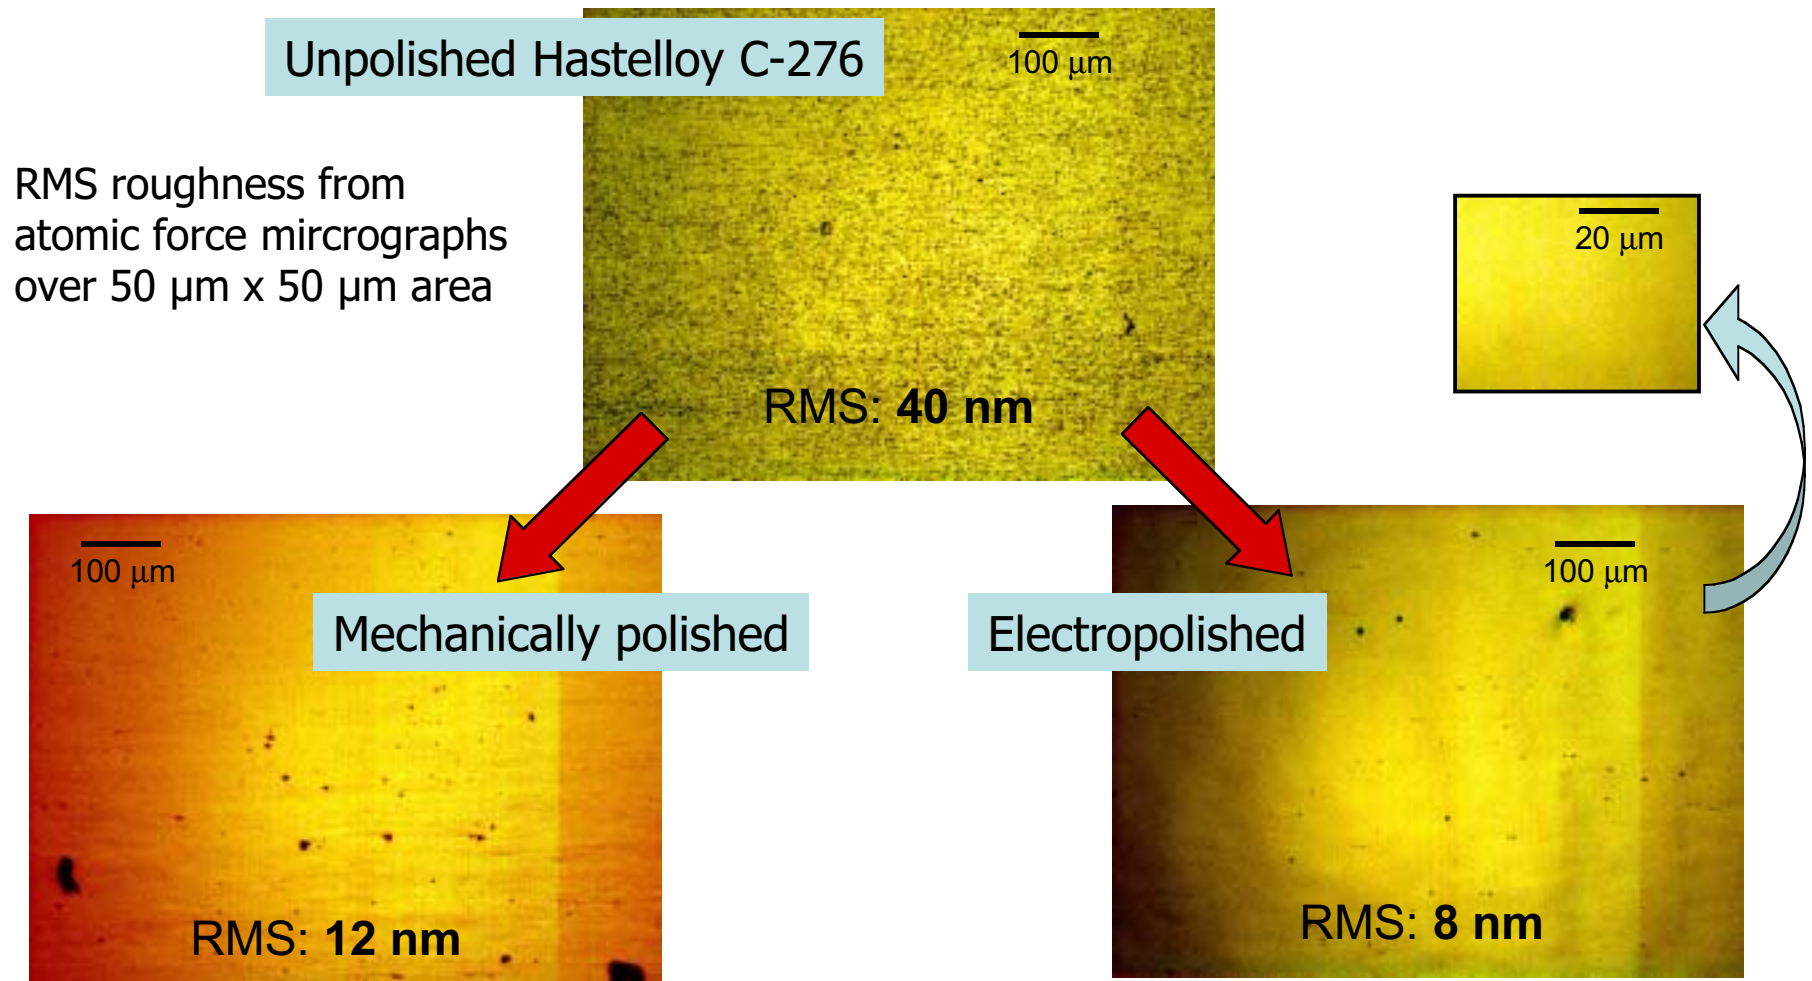 Unpolished Hastelloy C-276
100 μm
RMS roughness from
atomic force mircrographs
over 50 µm x 50 µm area
20 μm
RMS: 40 nm
100 μm
Mechanically polished
RMS: 12 nm
100 μm
Electropolished
RMS: 8 nm